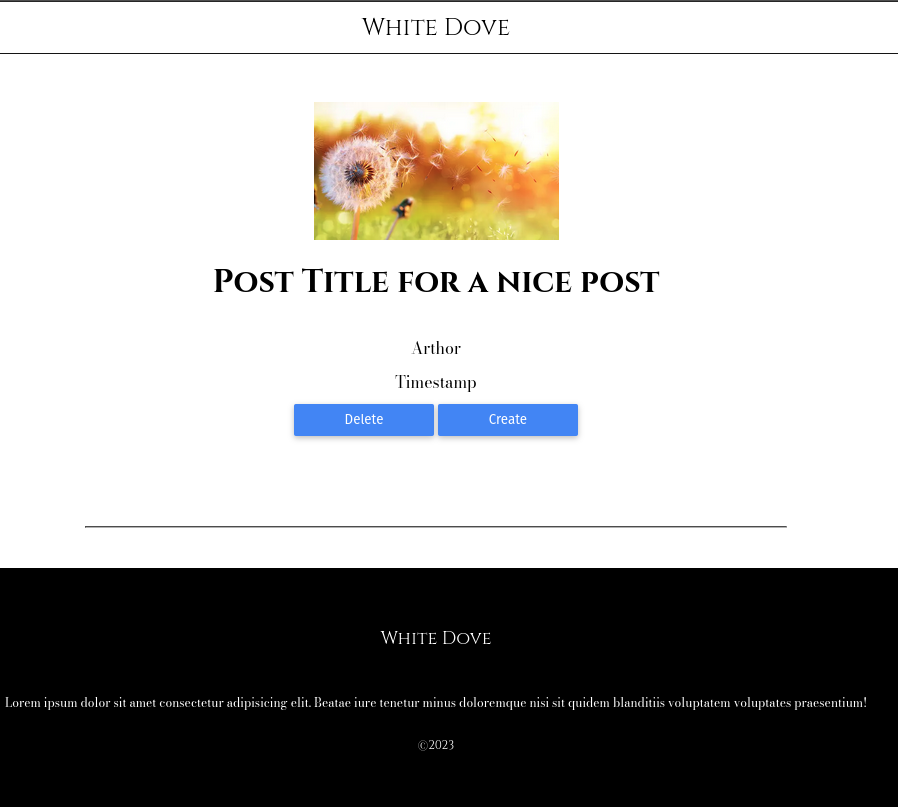 White Dove
Post Title for a nice post
Arthor
Timestamp
Delete Create
White Dove
Lorem ipsum dolor sit amet consectetur adipisicing elit. Beatae iure tenetur minus doloremque nisi sit quidem blanditiis voluptatem voluptates praesentium!
©2023